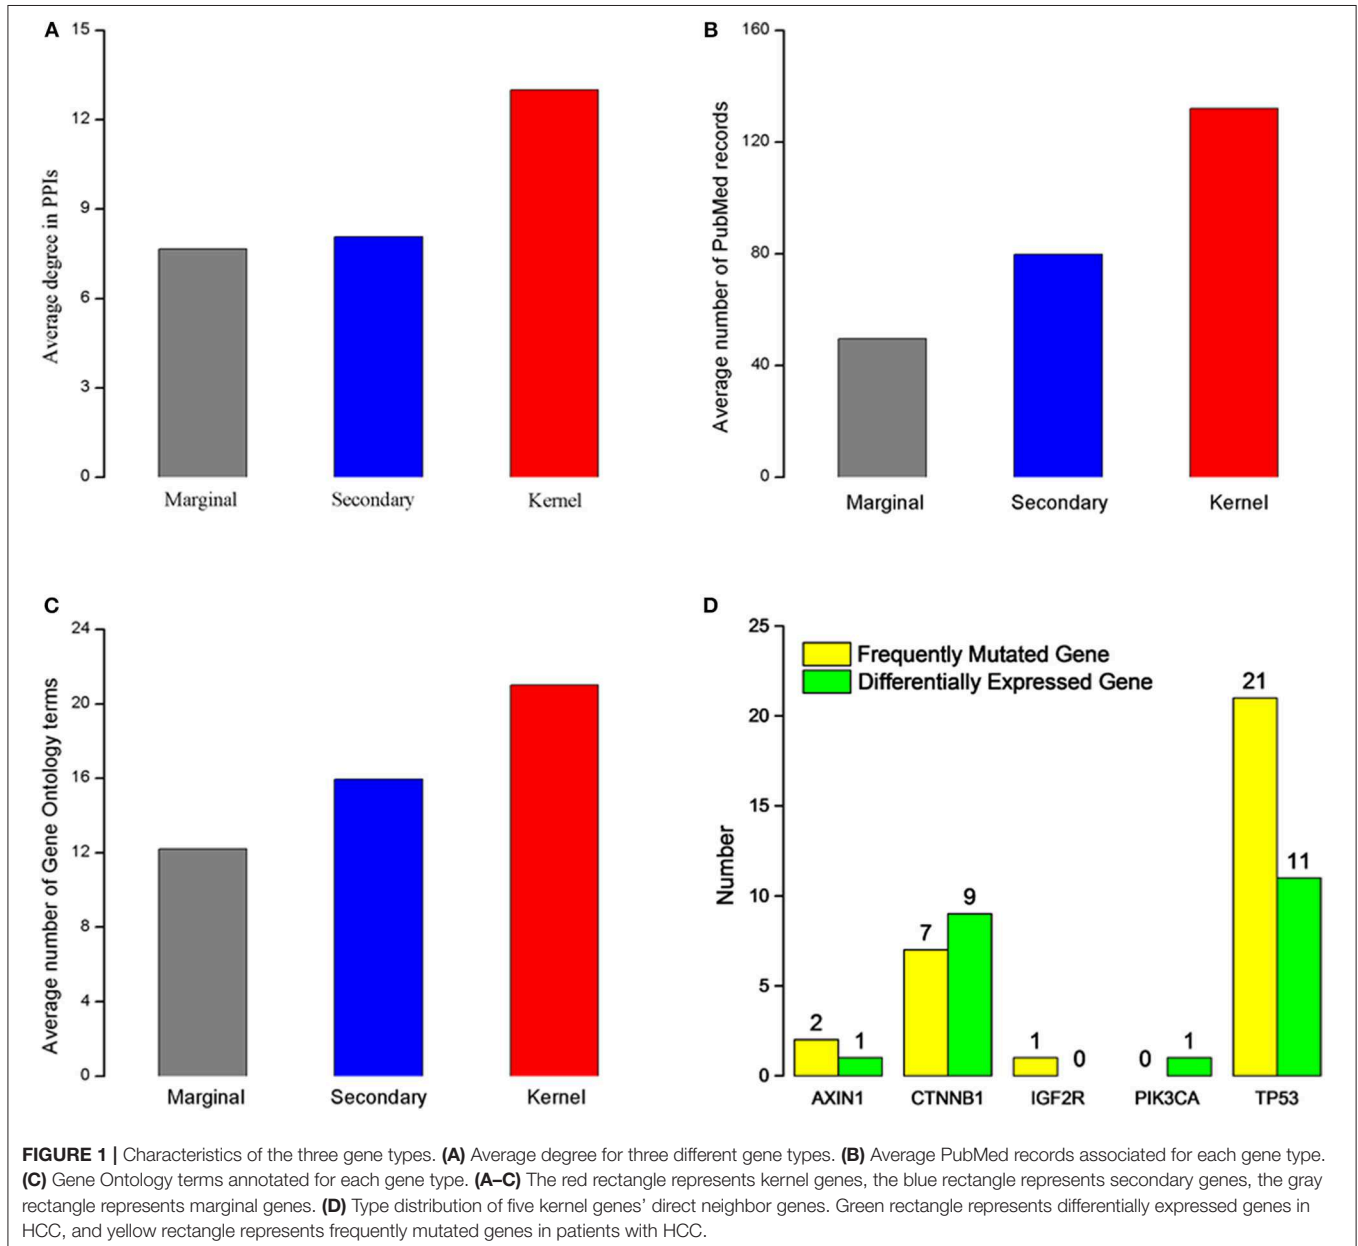 A
15
12
9
6
3
0
Average degree in PPIs
Marginal Secondary Kernel
B
160
120
80
40
0
Average number of PubMed records
Marginal Secondary Kernel
C
24
20
16
12
8
4
0
Average number of Gene Ontology terms
Marginal Secondary Kernel
D
25
20
15
10
5
0
Number
Frequently Mutated Gene
Differentially Expressed Gene
2 1 7 9 1 0 0 1 21 11
AXIN1 CTNNB1 IGF2R PIK3CA TP53
FIGURE 1 | Characteristics of the three gene types. (A) Average degree for three different gene types. (B) Average PubMed records associated for each gene type.
(C) Gene Ontology terms annotated for each gene type. (A–C) The red rectangle represents kernel genes, the blue rectangle represents secondary genes, the gray
rectangle represents marginal genes. (D) Type distribution of five kernel genes' direct neighbor genes. Green rectangle represents differentially expressed genes in
HCC, and yellow rectangle represents frequently mutated genes in patients with HCC.